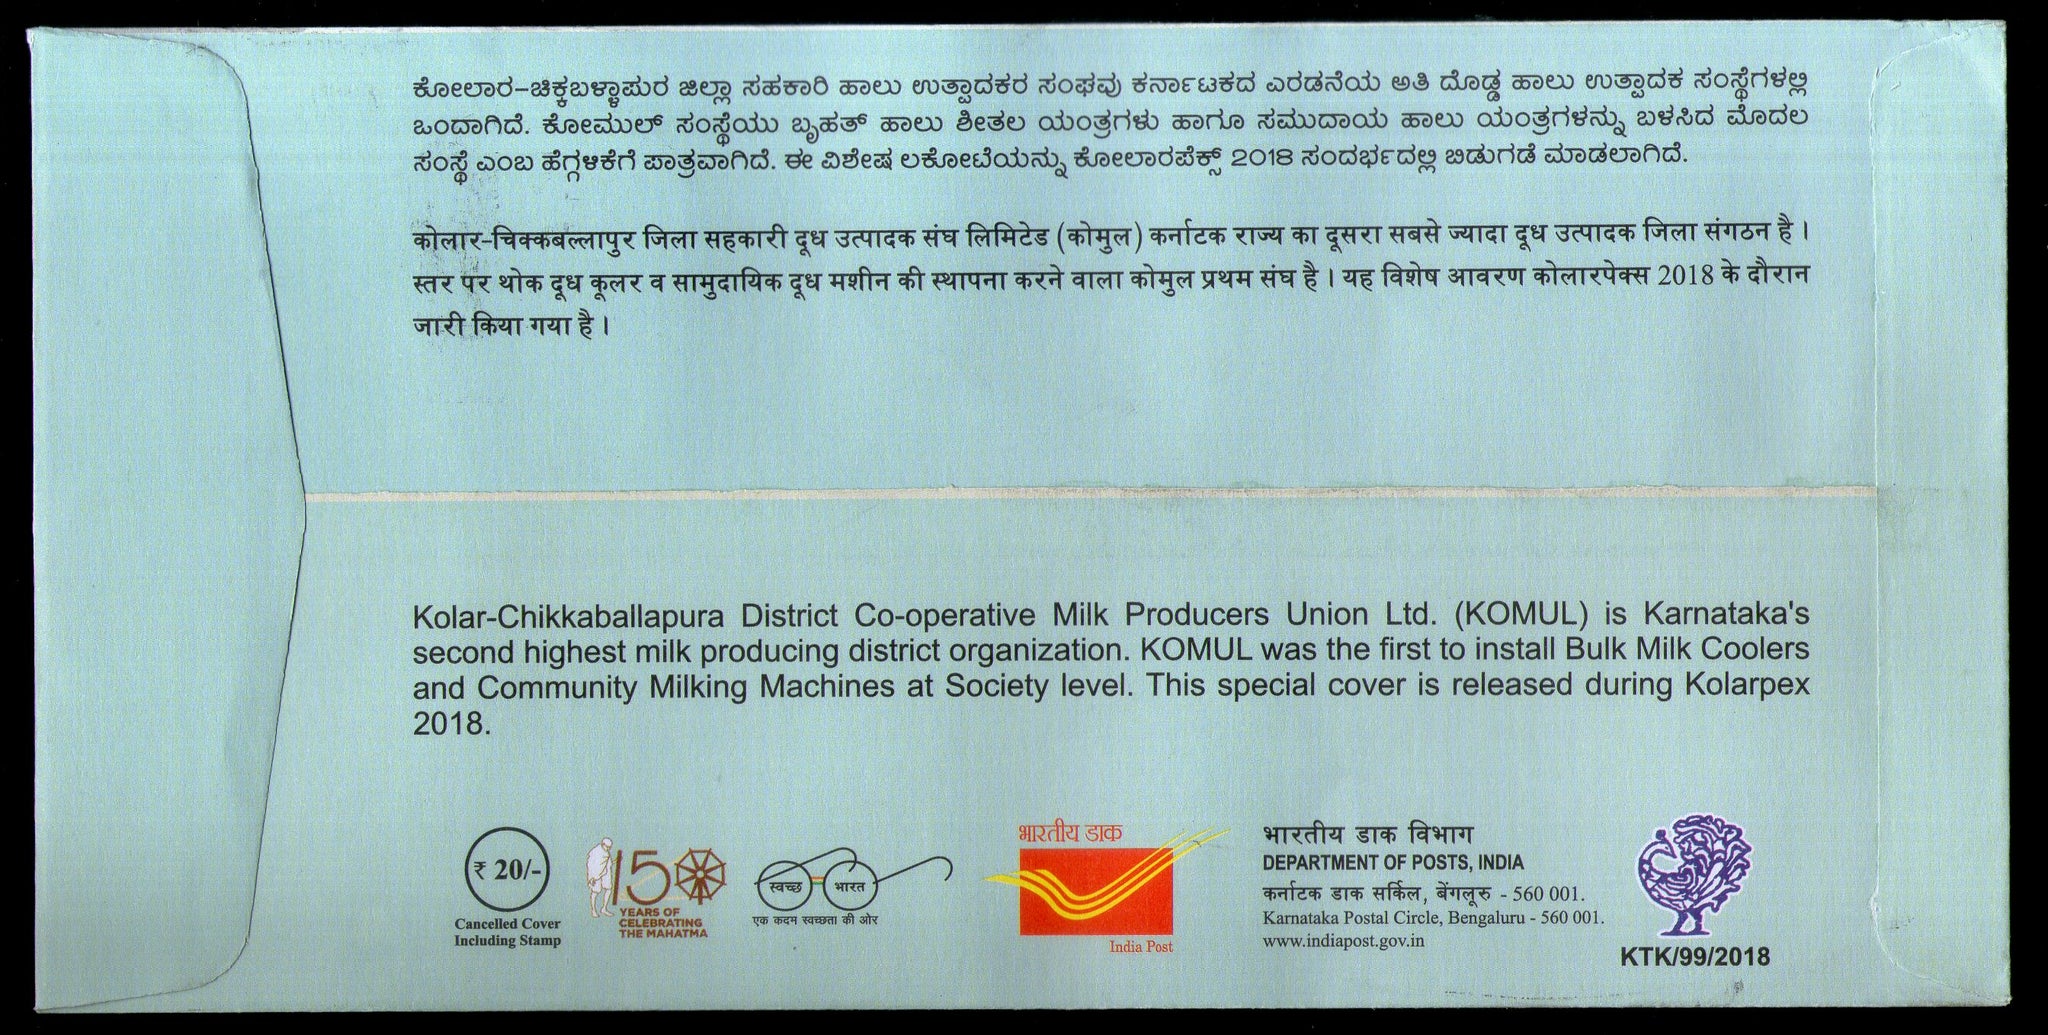 ಕೋಲಾರ-ಚಿಕ್ಕಬಳ್ಳಾಪುರ ಜಿಲ್ಲಾ ಸಹಕಾರಿ ಹಾಲು ಉತ್ಪಾದಕರ ಸಂಘವು ಕರ್ನಾಟಕದ ಎರಡನೆಯ ಅತಿ ದೊಡ್ಡ ಹಾಲು ಉತ್ಪಾದಕ ಸಂಸ್ಥೆಗಳಲ್ಲಿ
ಒಂದಾಗಿದೆ. ಕೋಮುಲ್ ಸಂಸ್ಥೆಯು ಬೃಹತ್ ಹಾಲು ಶೀತಲ ಯಂತ್ರಗಳು ಹಾಗೂ ಸಮುದಾಯ ಹಾಲು ಯಂತ್ರಗಳನ್ನು ಬಳಸಿದ ಮೊದಲ
ಸಂಸ್ಥೆ ಎಂಬ ಹೆಗ್ಗಳಿಕೆಗೆ ಪಾತ್ರವಾಗಿದೆ. ಈ ವಿಶೇಷ ಲಕೋಟೆಯನ್ನು ಕೋಲಾರಪೆಕ್ಸ್ 2018 ಸಂದರ್ಭದಲ್ಲಿ ಬಿಡುಗಡೆ ಮಾಡಲಾಗಿದೆ.
कोलार-चिक्कबल्लापुर जिला सहकारी दूध उत्पादक संघ लिमिटेड (कोमुल) कर्नाटक राज्य का दूसरा सबसे ज्यादा दूध उत्पादक जिला संगठन है।
स्तर पर थोक दूध कूलर व सामुदायिक दूध मशीन की स्थापना करने वाला कोमुल प्रथम संघ है। यह विशेष आवरण कोलारपेक्स 2018 के दौरान
जारी किया गया है।
Kolar-Chikkaballapura District Co-operative Milk Producers Union Ltd. (KOMUL) is Karnataka's
second highest milk producing district organization. KOMUL was the first to install Bulk Milk Coolers
and Community Milking Machines at Society level. This special cover is released during Kolarpex
2018.
₹ 20/-
Cancelled Cover
Including Stamp
150
YEARS OF
CELEBRATING
THE MAHATMA
स्वच्छ भारत
एक कदम स्वच्छता की ओर
भारतीय डाक
India Post
भारतीय डाक विभाग
DEPARTMENT OF POSTS, INDIA
कर्नाटक डाक सर्किल, बेंगलूरु - 560 001.
Karnataka Postal Circle, Bengaluru - 560 001.
www.indiapost.gov.in
KTK/99/2018